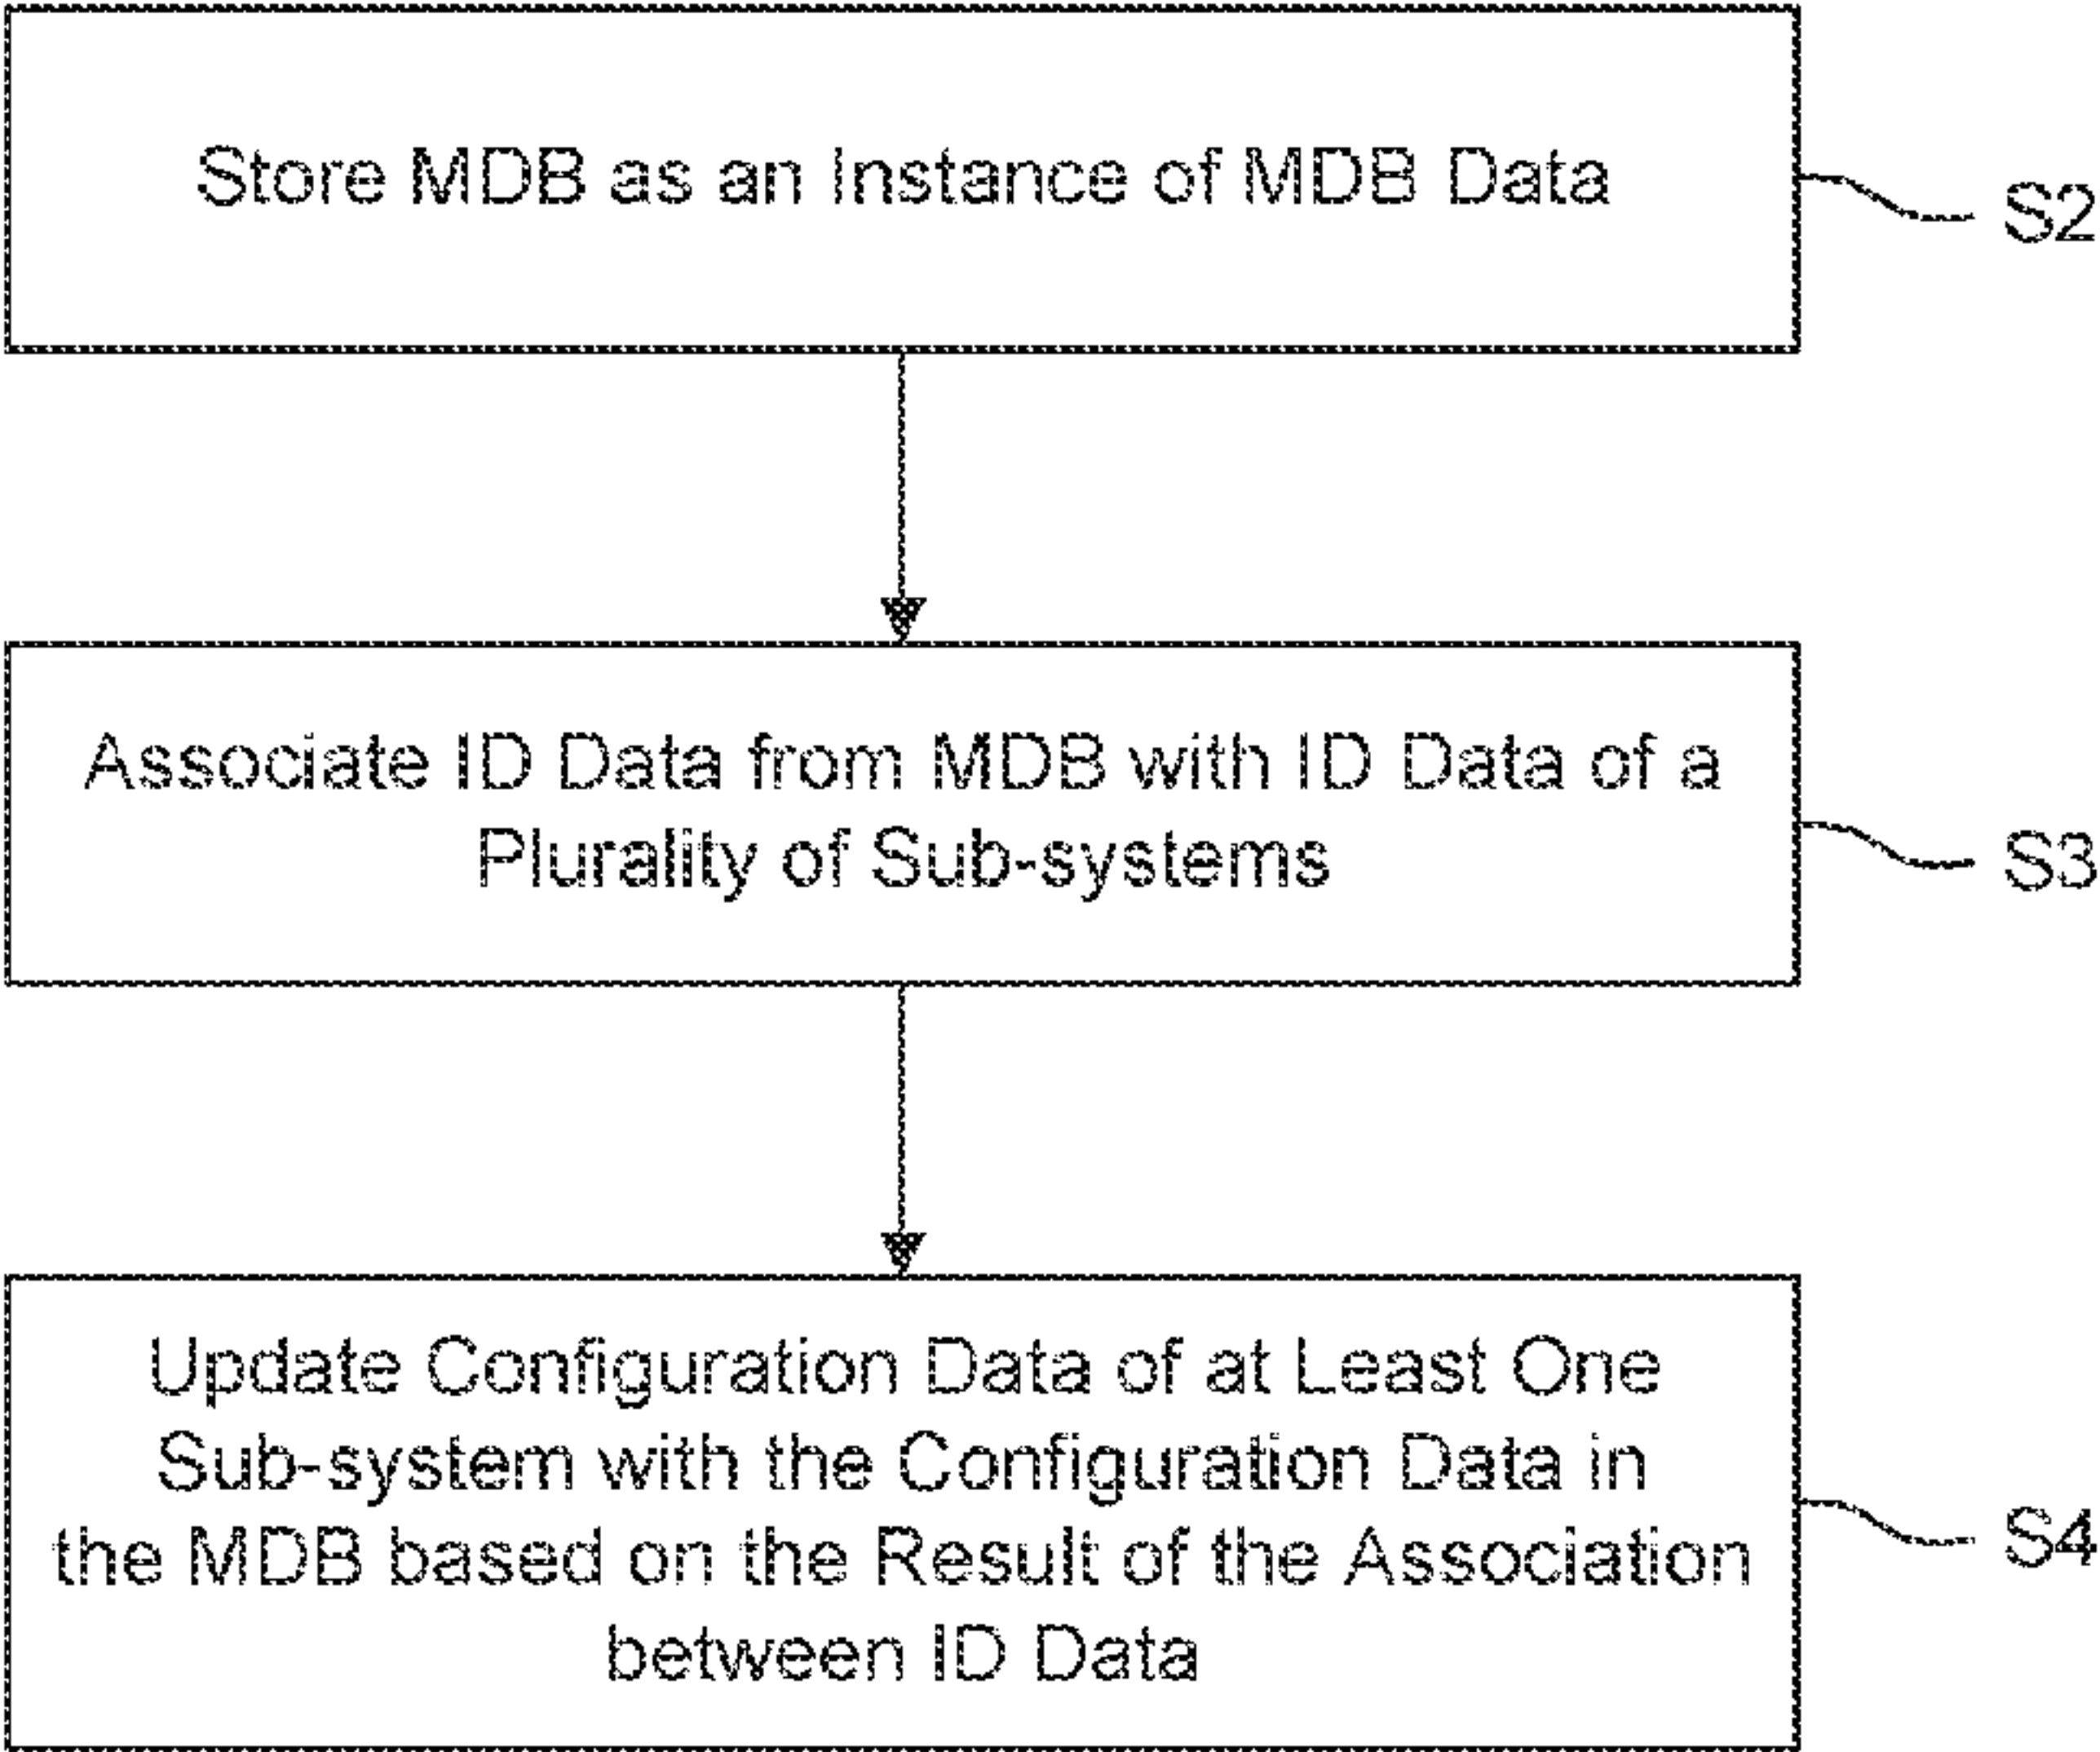 Store MDB as an Instance of MDB Data
S2
Associate ID Data from MDB with ID Data of a
Plurality of Sub-systems
S3
Update Configuration Data of at Least One
Sub-system with the Configuration Data in
the MDB based on the Result of the Association
between ID Data
S4